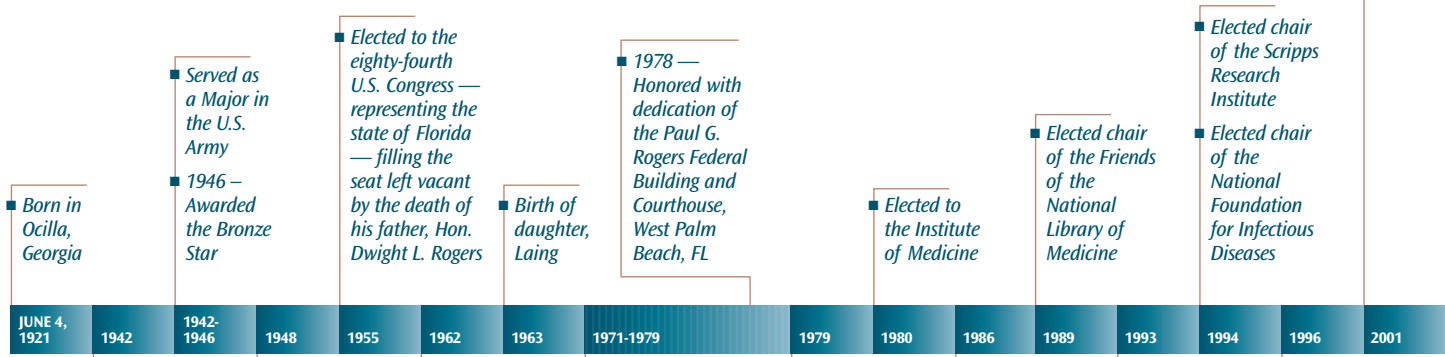 Born in
Ocilla,
Georgia
Served as
a Major in
the U.S.
Army
1946 –
Awarded
the Bronze
Star
Elected to the
eighty-fourth
U.S. Congress —
representing the
state of Florida
— filling the
seat left vacant
by the death of
his father, Hon.
Dwight L. Rogers
Birth of
daughter,
Laing
1978 —
Honored with
dedication of
the Paul G.
Rogers Federal
Building and
Courthouse,
West Palm
Beach, FL
Elected to
the Institute
of Medicine
Elected chair
of the Friends
of the
National
Library of
Medicine
Elected chair
of the Scripps
Research
Institute
Elected chair
of the
National
Foundation
for Infectious
Diseases
JUNE 4,
1921
1942
1942-
1946
1948
1955
1962
1963
1971-1979
1979
1980
1986
1989
1993
1994
1996
2001